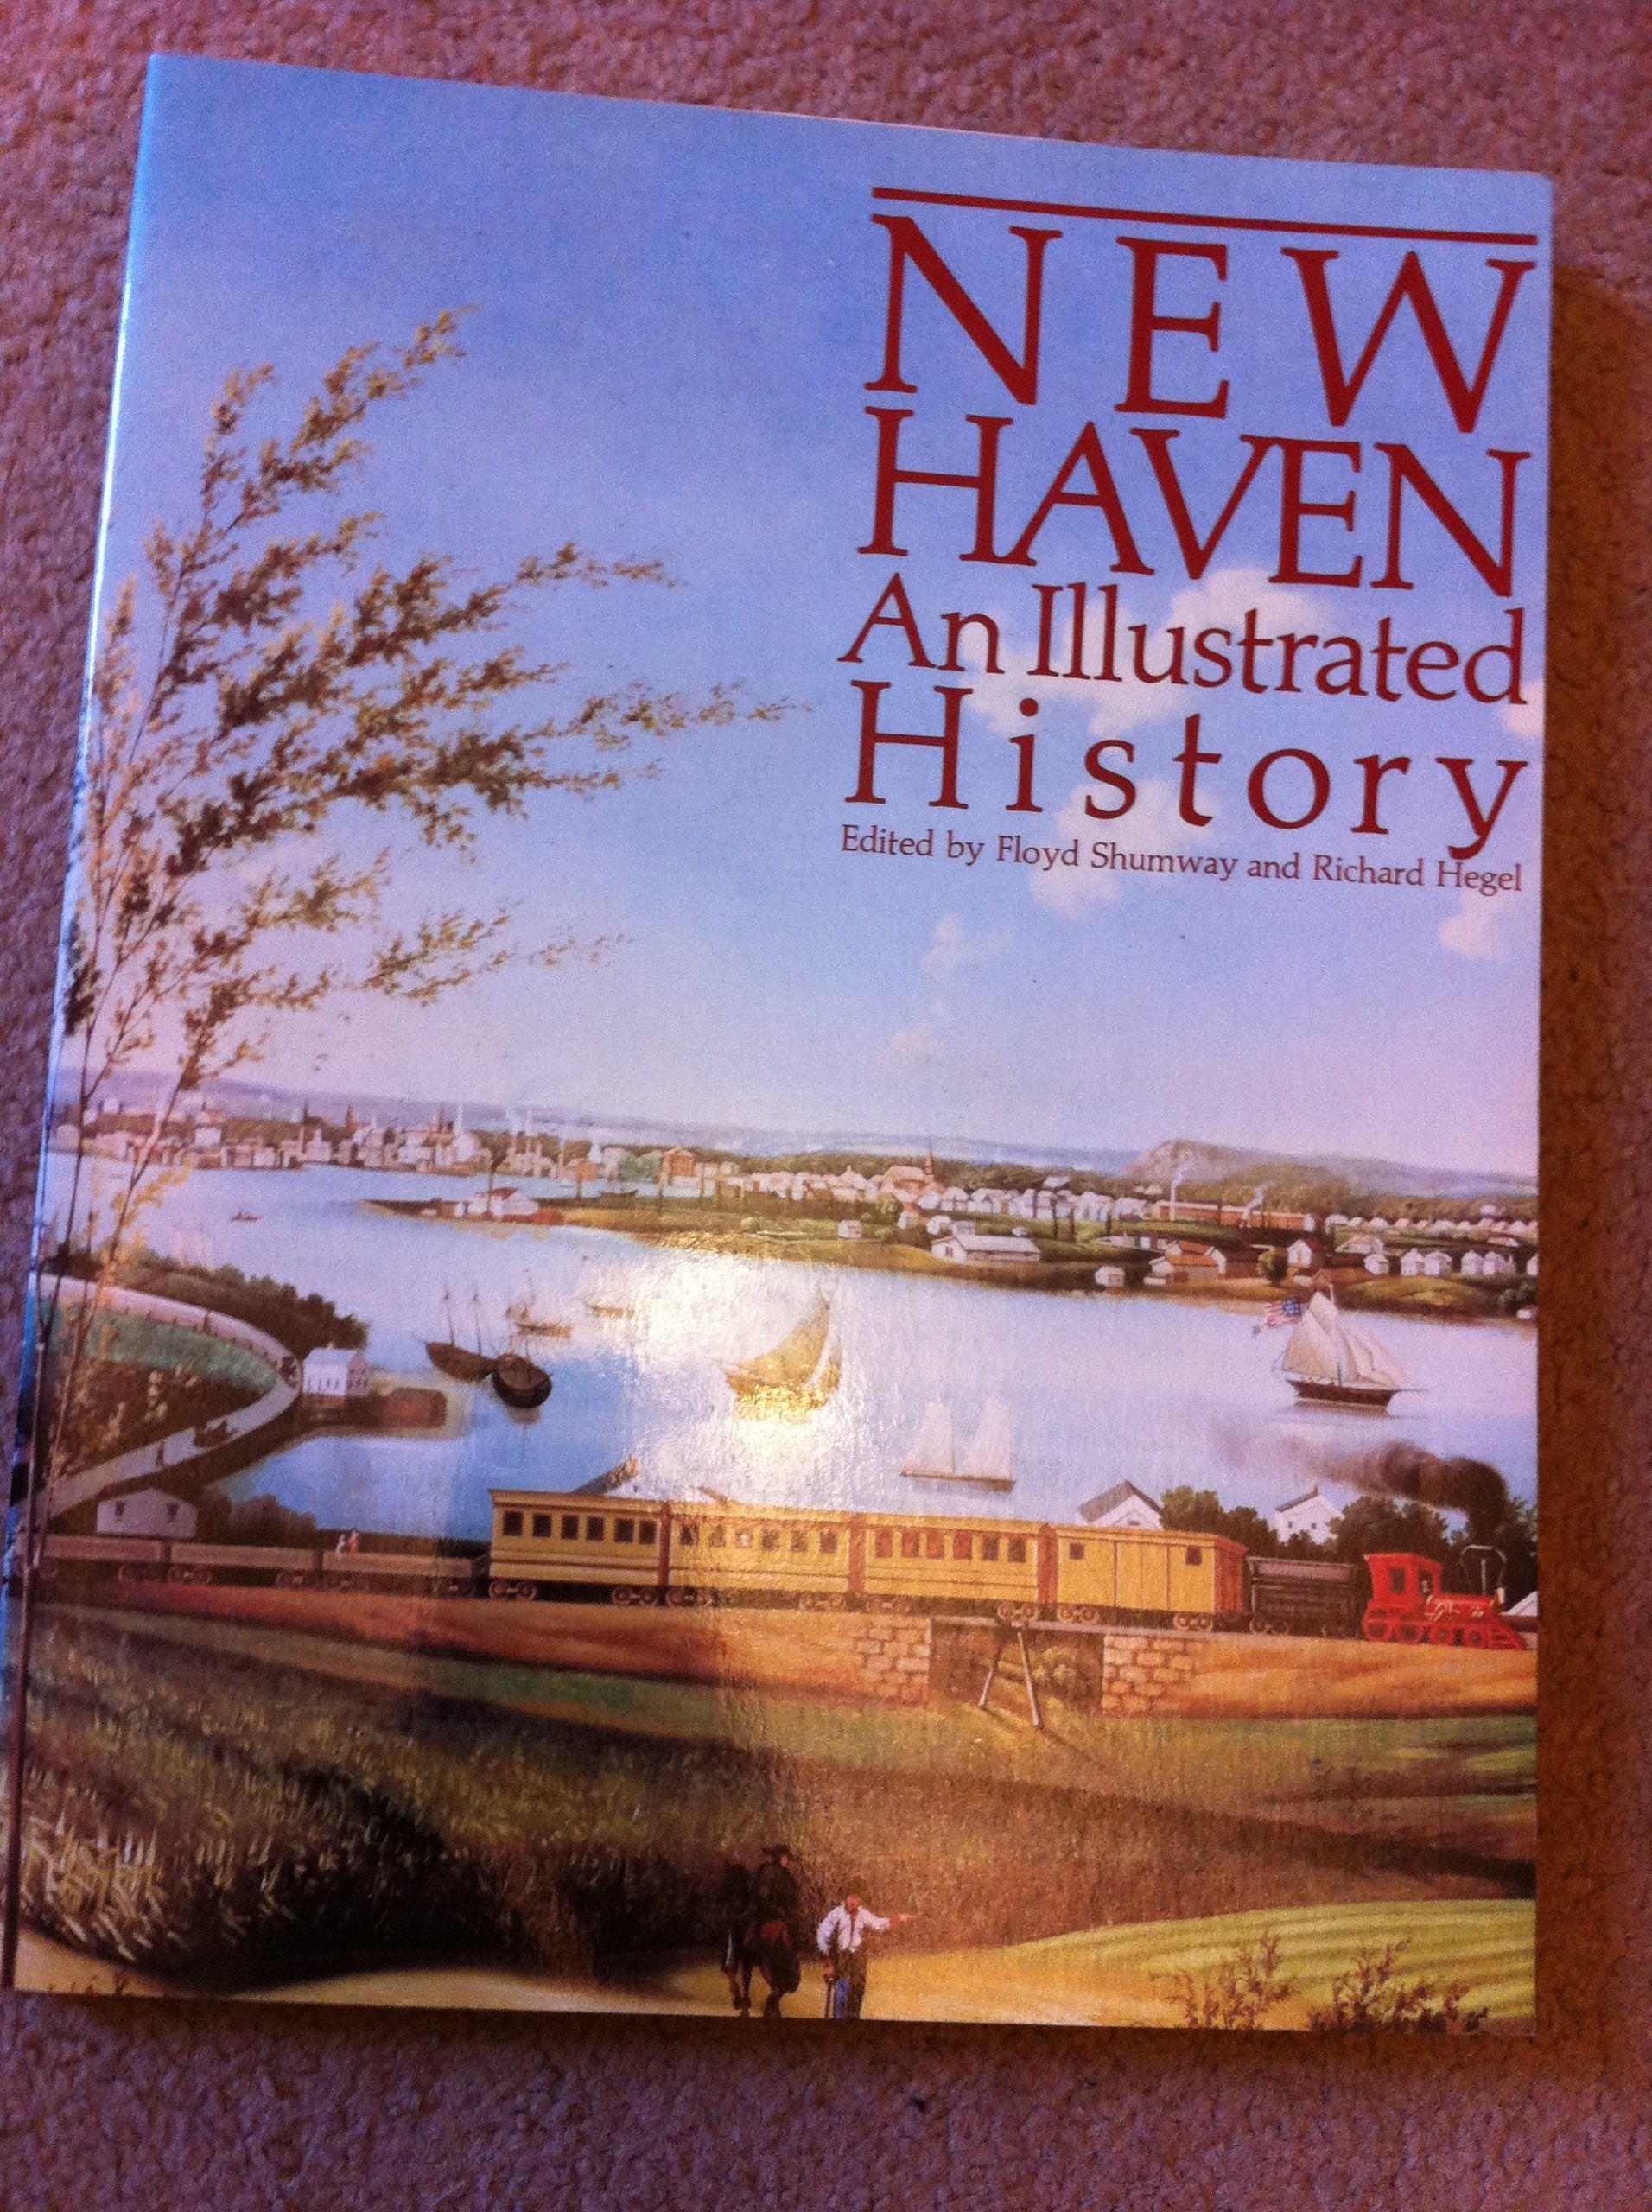 NEW
HAVEN
An Illustrated
History
Edited by Floyd Shumway and Richard Hegel